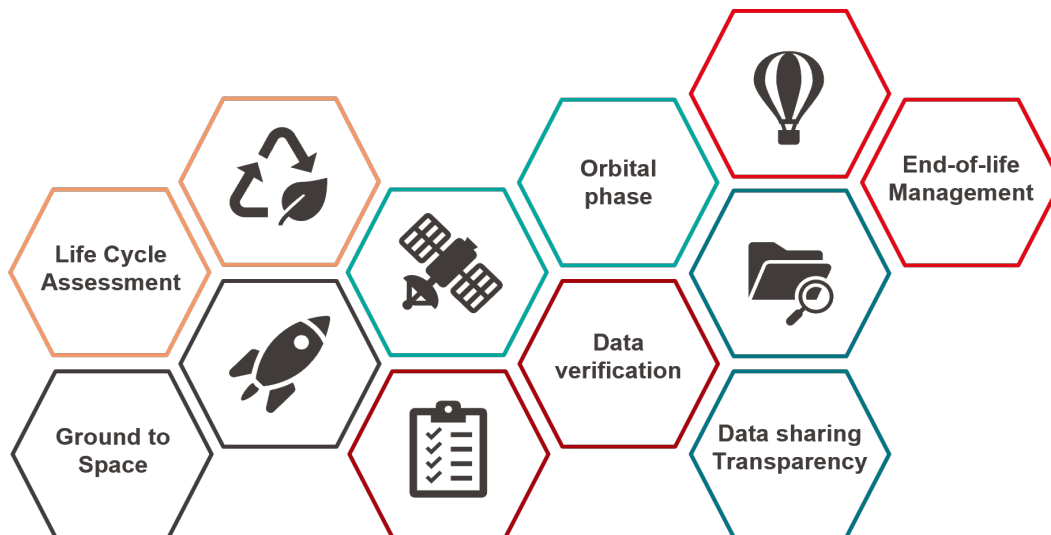 Life Cycle
Assessment
Ground to
Space
Orbital
phase
Data
verification
End-of-life
Management
Data sharing
Transparency